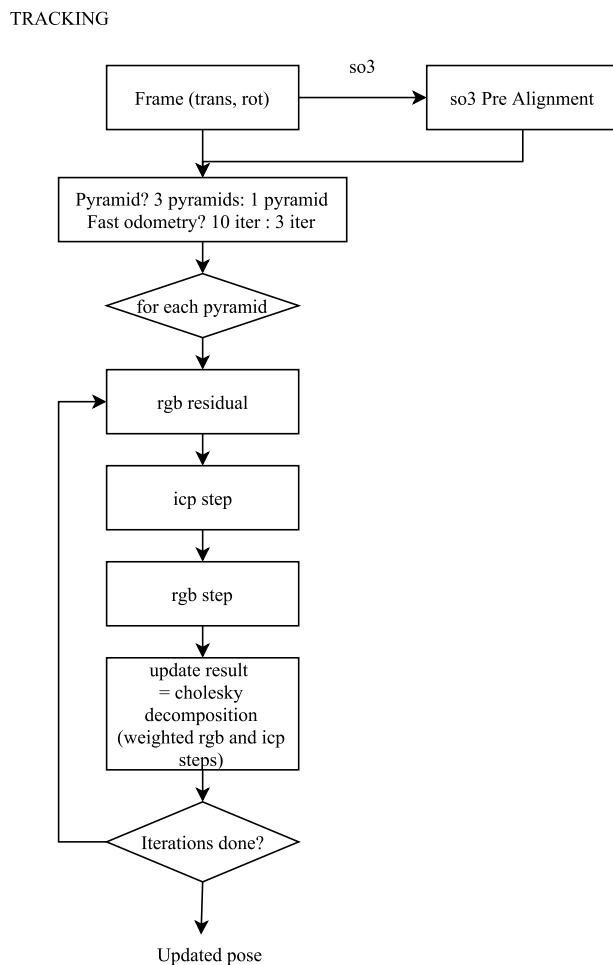 TRACKING
so3
Frame (trans, rot)
so3 Pre Alignment
Pyramid? 3 pyramids: 1 pyramid
Fast odometry? 10 iter : 3 iter
for each pyramid
rgb residual
icp step
rgb step
update result
= cholesky
decomposition
(weighted rgb and icp
steps)
Iterations done?
Updated pose